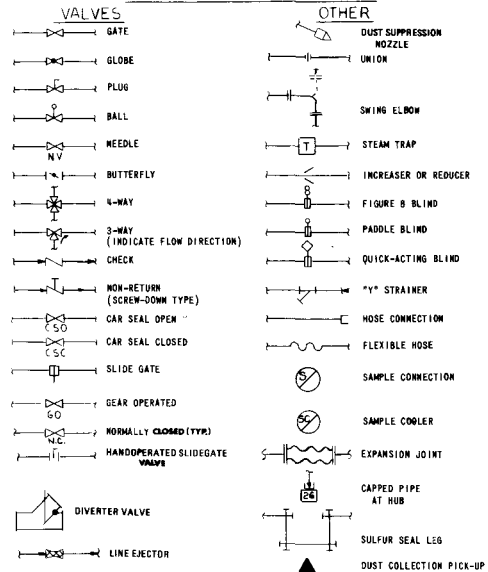 VALVES
GATE
GLOBE
PLUG
BALL
NEEDLE
NV
BUTTERFLY
4-WAY
3-WAY
(INDICATE FLOW DIRECTION)
CHECK
NON-RETURN
(SCREW-DOWN TYPE)
CAR SEAL OPEN
CSO
CAR SEAL CLOSED
CSC
SLIDE GATE
GEAR OPERATED
GO
NORMALLY CLOSED (TYP.)
N.C.
HANDOPERATED SLIDEGATE
VALVE
DIVERTER VALVE
LINE EJECTOR
OTHER
DUST SUPPRESSION
NOZZLE
UNION
SWING ELBOW
T
STEAM TRAP
INCREASER OR REDUCER
FIGURE 8 BLIND
PADDLE BLIND
QUICK-ACTING BLIND
"Y" STRAINER
HOSE CONNECTION
FLEXIBLE HOSE
S
SAMPLE CONNECTION
SC
SAMPLE COOLER
EXPANSION JOINT
CAPPED PIPE
26
AT HUB
SULFUR SEAL LEG
DUST COLLECTION PICK-UP